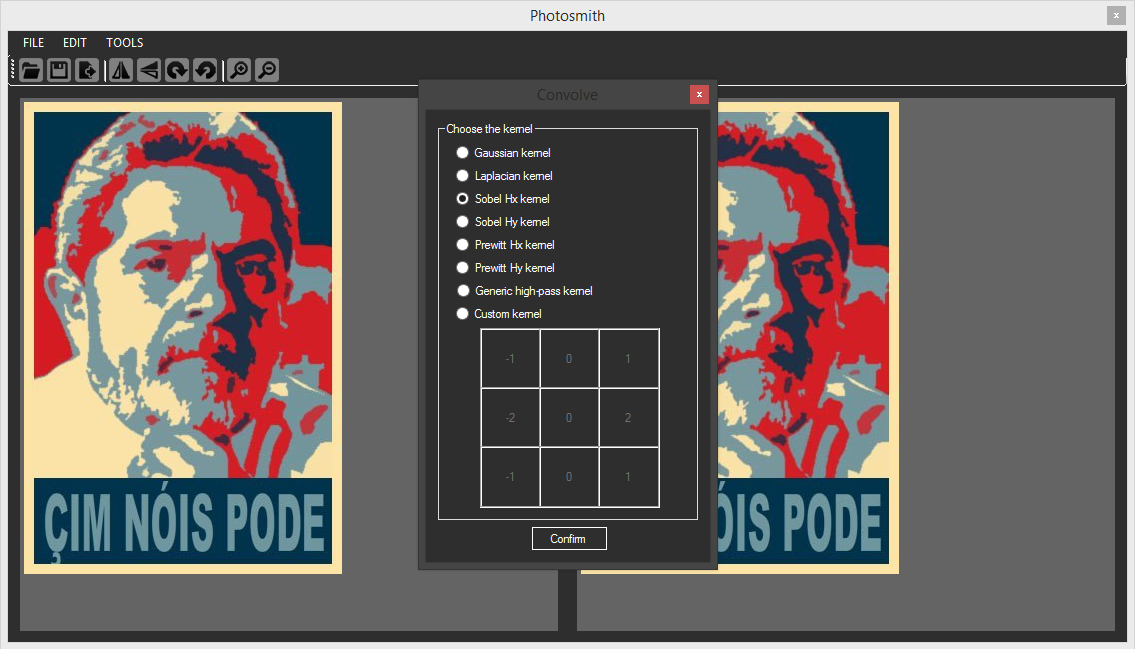 Photosmith
x
FILE EDIT TOOLS
Convolve
x
Choose the kernel
Gaussian kernel
Laplacian kernel
Sobel Hx kernel
Sobel Hy kernel
Prewitt Hx kernel
Prewitt Hy kernel
Generic high-pass kernel
Custom kernel
-1 0 1
-2 0 2
-1 0 1
Confirm
ÇIM NÓIS PODE
ÓIS PODE